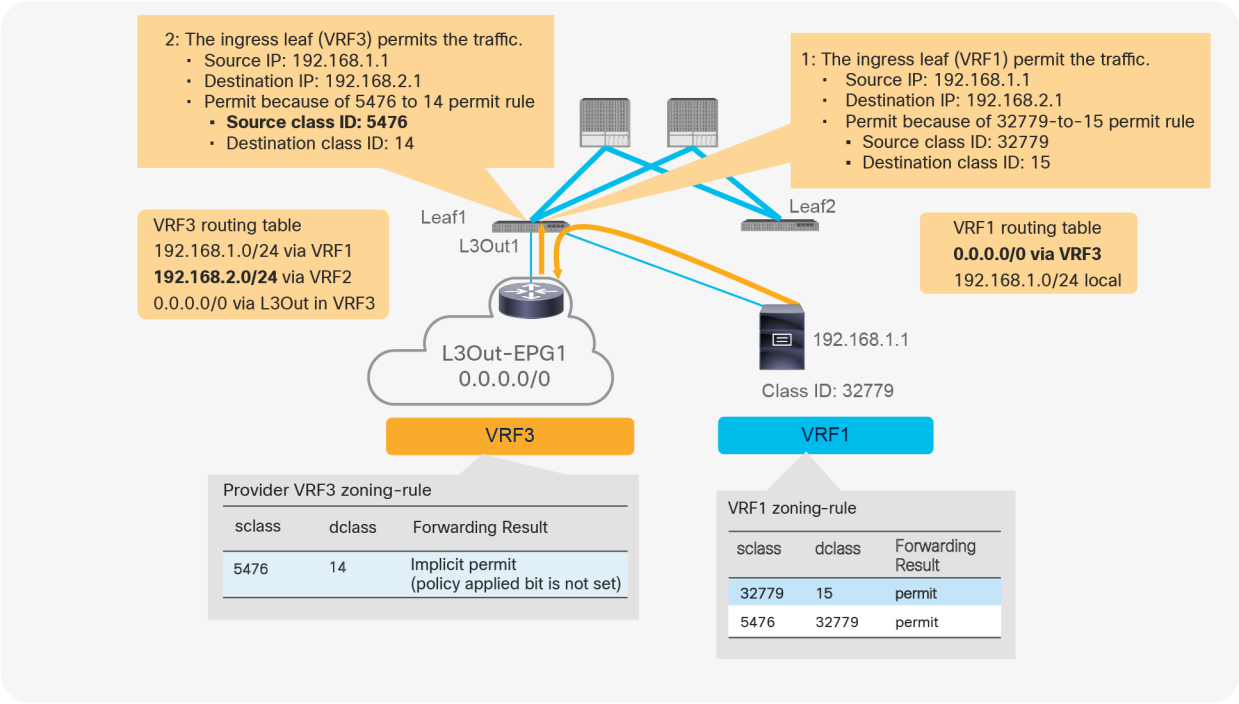 2: The ingress leaf (VRF3) permits the traffic.
· Source IP: 192.168.1.1
· Destination IP: 192.168.2.1
· Permit because of 5476 to 14 permit rule
▪ Source class ID: 5476
▪ Destination class ID: 14
1: The ingress leaf (VRF1) permit the traffic.
· Source IP: 192.168.1.1
· Destination IP: 192.168.2.1
· Permit because of 32779-to-15 permit rule
▪ Source class ID: 32779
▪ Destination class ID: 15
Leaf1
Leaf2
L3Out1
VRF3 routing table
192.168.1.0/24 via VRF1
192.168.2.0/24 via VRF2
0.0.0.0/0 via L3Out in VRF3
VRF1 routing table
0.0.0.0/0 via VRF3
192.168.1.0/24 local
L3Out-EPG1
0.0.0.0/0
192.168.1.1
Class ID: 32779
VRF3
VRF1
Provider VRF3 zoning-rule
sclass dclass Forwarding Result
5476 14 Implicit permit
(policy applied bit is not set)
VRF1 zoning-rule
sclass dclass Forwarding
Result
32779 15 permit
5476 32779 permit